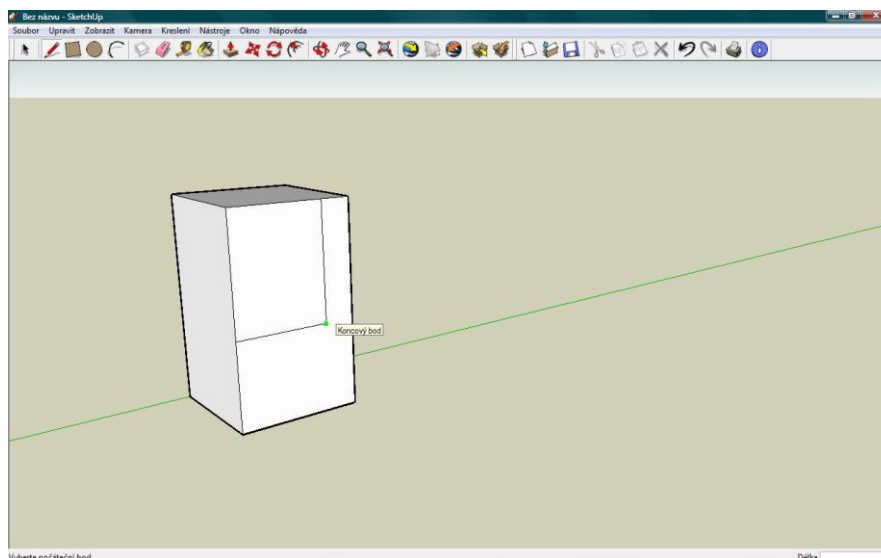 Bez názvu - SketchUp
Soubor Upravit Zobrazit Kamera Kreslení Nástroje Okno Nápověda
Koncový bod
Vyberte počáteční bod
Délka